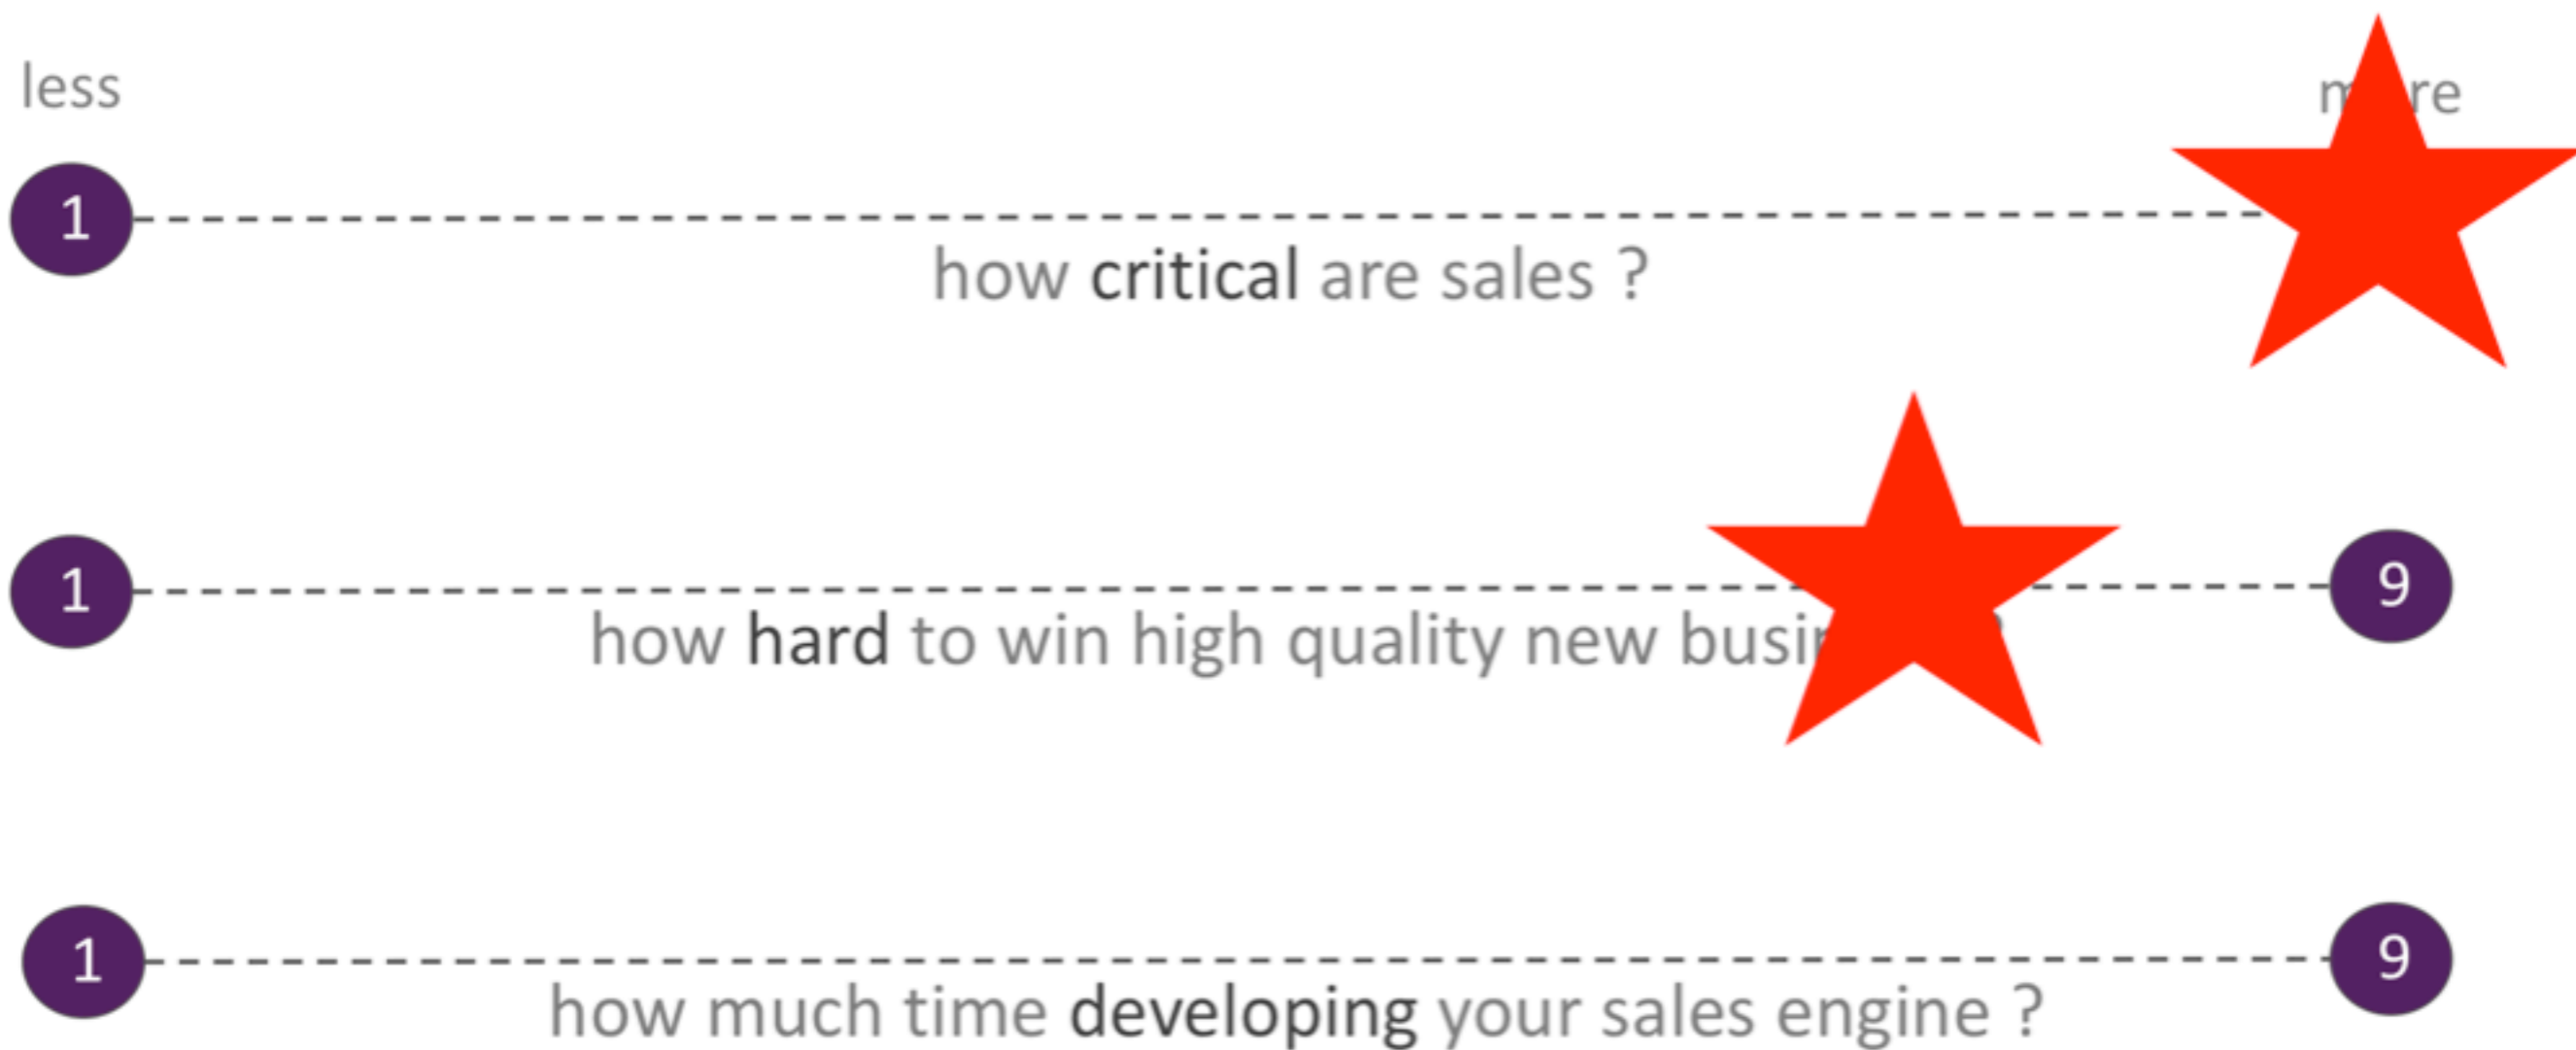 less
1
how critical are sales ?
1 9
how hard to win high quality new
1 9
how much time developing your sales engine ?